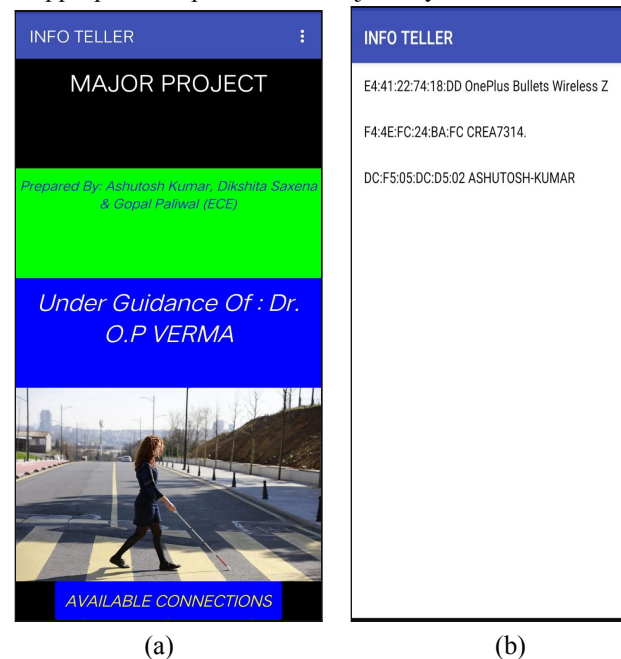 INFO TELLER
MAJOR PROJECT
Prepared By: Ashutosh Kumar, Dikshita Saxena
& Gopal Paliwal (ECE)
Under Guidance Of : Dr.
O.P VERMA
AVAILABLE CONNECTIONS
(a)
INFO TELLER
E4:41:22:74:18:DD OnePlus Bullets Wireless Z
F4:4E:FC:24:BA:FC CREA7314.
DC:F5:05:DC:D5:02 ASHUTOSH-KUMAR
(b)